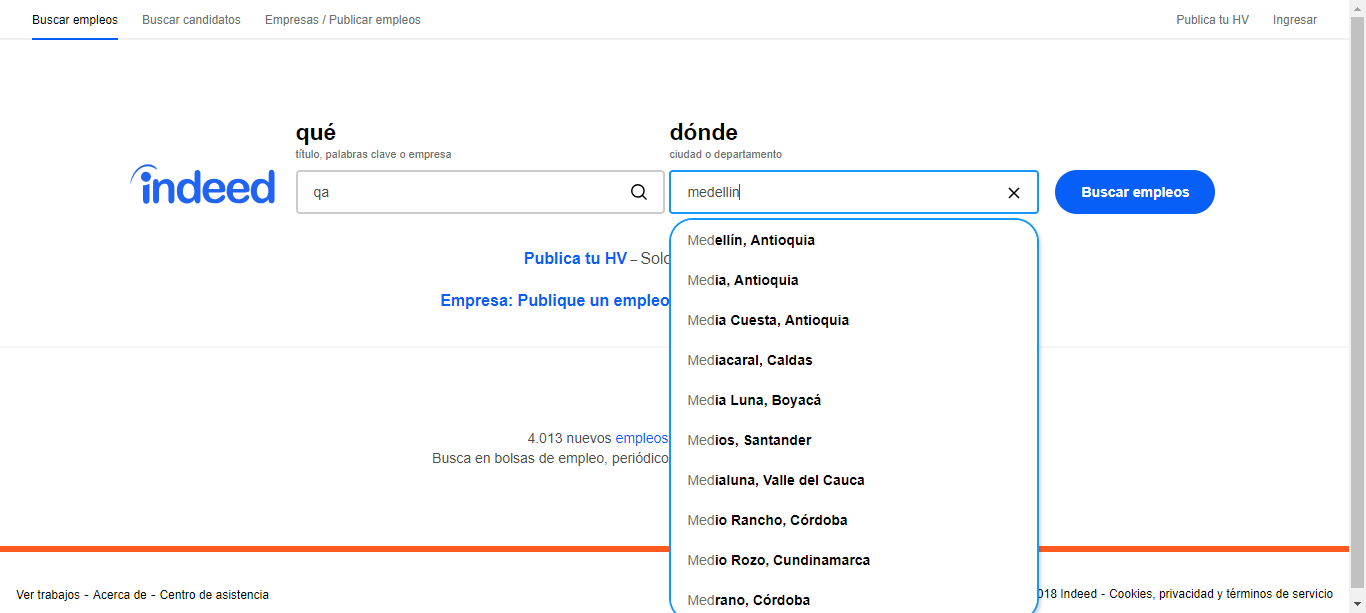 Buscar empleos Buscar candidatos Empresas / Publicar empleos Publica tu HV Ingresar
qué dónde
título, palabras clave o empresa ciudad o departamento
indeed qa medellin Buscar empleos
Medellín, Antioquia
Publica tu HV – Solo
Media, Antioquia
Empresa: Publique un empleo
Media Cuesta, Antioquia
Mediacaral, Caldas
Media Luna, Boyacá
4.013 nuevos empleos
Medios, Santander
Busca en bolsas de empleo, periódico
Medialuna, Valle del Cauca
Medio Rancho, Córdoba
Medio Rozo, Cundinamarca
Ver trabajos - Acerca de - Centro de asistencia 018 Indeed - Cookies, privacidad y términos de servicio
Medrano, Córdoba